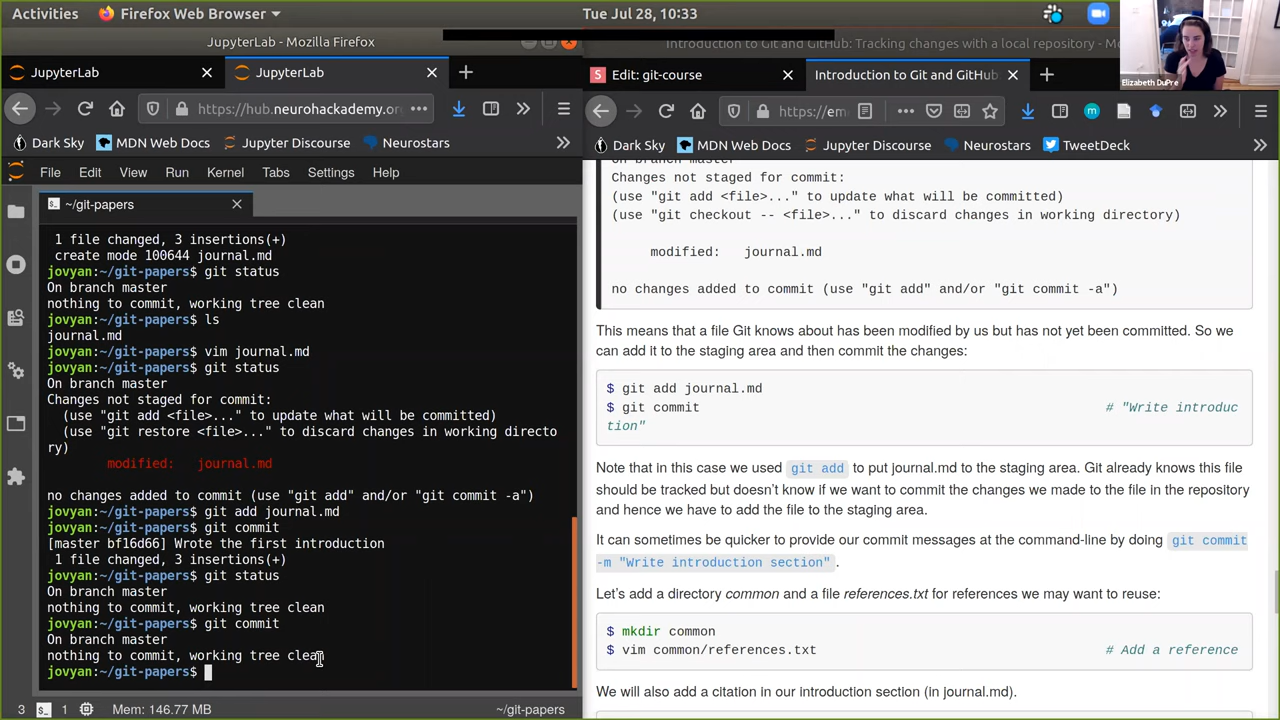 Activities
Firefox Web Browser
Tue Jul 28, 10:33
JupyterLab - Mozilla Firefox
Introduction to Git and GitHub: Tracking changes with a local repository - Mo
Elizabeth DuPre
JupyterLab
JupyterLab
Edit: git-course
Introduction to Git and GitHub
https://hub.neurohackademy.or
https://em
Dark Sky
MDN Web Docs
Jupyter Discourse
Neurostars
Dark Sky
MDN Web Docs
Jupyter Discourse
Neurostars
TweetDeck
File
Edit
View
Run
Kernel
Tabs
Settings
Help
~/git-papers
1 file changed, 3 insertions(+)
create mode 100644 journal.md
jovyan:~/git-papers$ git status
On branch master
nothing to commit, working tree clean
jovyan:~/git-papers$ ls
journal.md
jovyan:~/git-papers$ vim journal.md
jovyan:~/git-papers$ git status
On branch master
Changes not staged for commit:
(use "git add <file>..." to update what will be committed)
(use "git restore <file>..." to discard changes in working directo
ry)
modified:   journal.md
no changes added to commit (use "git add" and/or "git commit -a")
jovyan:~/git-papers$ git add journal.md
jovyan:~/git-papers$ git commit
[master bf16d66] Wrote the first introduction
1 file changed, 3 insertions(+)
jovyan:~/git-papers$ git status
On branch master
nothing to commit, working tree clean
jovyan:~/git-papers$ git commit
On branch master
nothing to commit, working tree clean
jovyan:~/git-papers$
3
1
Mem: 146.77 MB
~/git-papers
On branch master
Changes not staged for commit:
(use "git add <file>..." to update what will be committed)
(use "git checkout -- <file>..." to discard changes in working directory)
modified:   journal.md
no changes added to commit (use "git add" and/or "git commit -a")
This means that a file Git knows about has been modified by us but has not yet been committed. So we
can add it to the staging area and then commit the changes:
$ git add journal.md
$ git commit # "Write introduc
tion"
Note that in this case we used git add to put journal.md to the staging area. Git already knows this file
should be tracked but doesn't know if we want to commit the changes we made to the file in the repository
and hence we have to add the file to the staging area.
It can sometimes be quicker to provide our commit messages at the command-line by doing git commit
-m "Write introduction section".
Let's add a directory common and a file references.txt for references we may want to reuse:
$ mkdir common
$ vim common/references.txt # Add a reference
We will also add a citation in our introduction section (in journal.md).